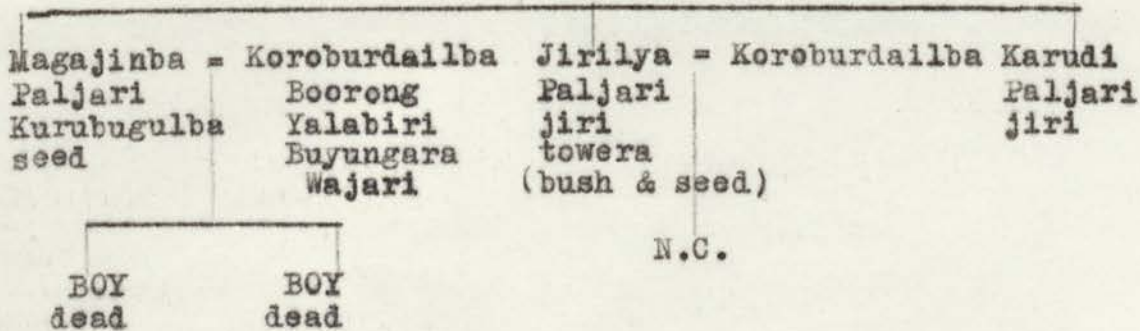 Magajinba = Koroburdailba Jirilya = Koroburdailba Karudi
Paljari Boorong Paljari Paljari
Kurubugulba Yalabiri jiri jiri
seed Buyungara towera
Wajari (bush & seed)
N.C.
BOY BOY
dead dead